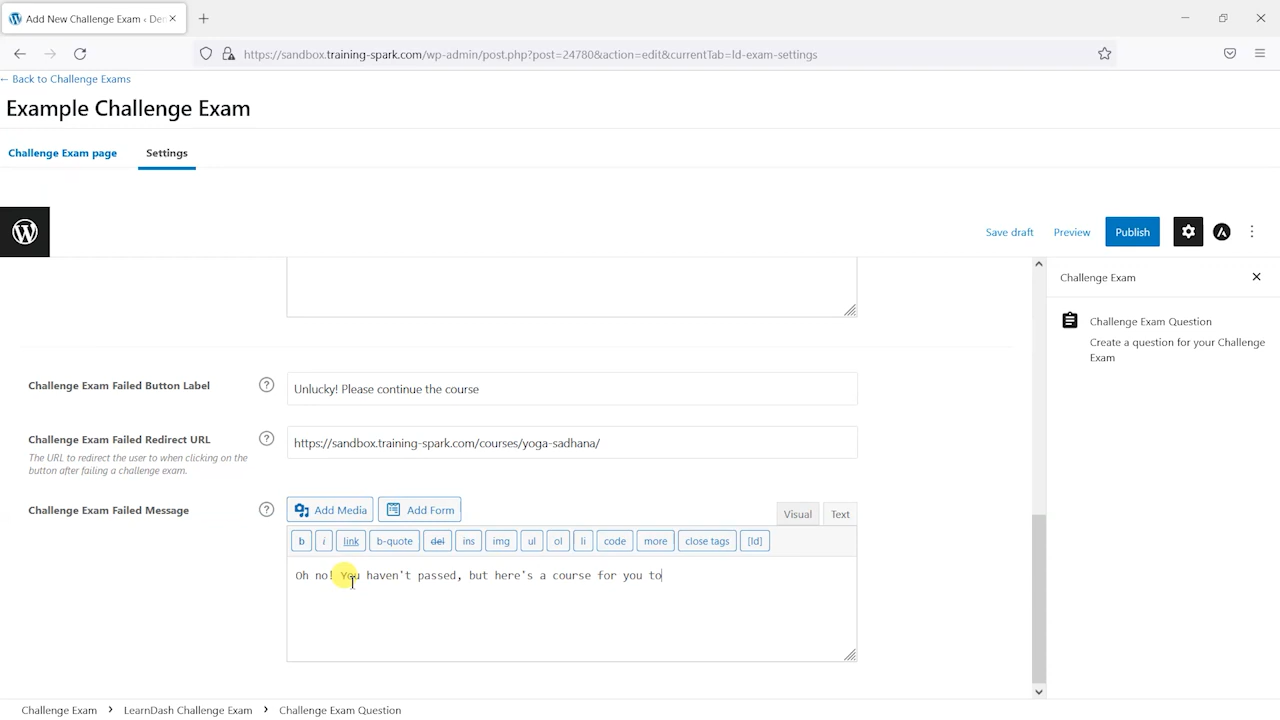 Add New Challenge Exam ‹ Der
https://sandbox.training-spark.com/wp-admin/post.php?post=24780&action=edit&currentTab=ld-exam-settings
← Back to Challenge Exams
Example Challenge Exam
Challenge Exam page
Settings
Save draft
Preview
Publish
Challenge Exam
Challenge Exam Question
Create a question for your Challenge
Exam
Challenge Exam Failed Button Label
?
Unlucky! Please continue the course
Challenge Exam Failed Redirect URL
?
https://sandbox.training-spark.com/courses/yoga-sadhana/
The URL to redirect the user to when clicking on the
button after failing a challenge exam.
Challenge Exam Failed Message
?
Add Media
Add Form
Visual
Text
b
i
link
b-quote
del
ins
img
ul
ol
li
code
more
close tags
[ld]
Oh no! You haven't passed, but here's a course for you to
Challenge Exam > LearnDash Challenge Exam > Challenge Exam Question